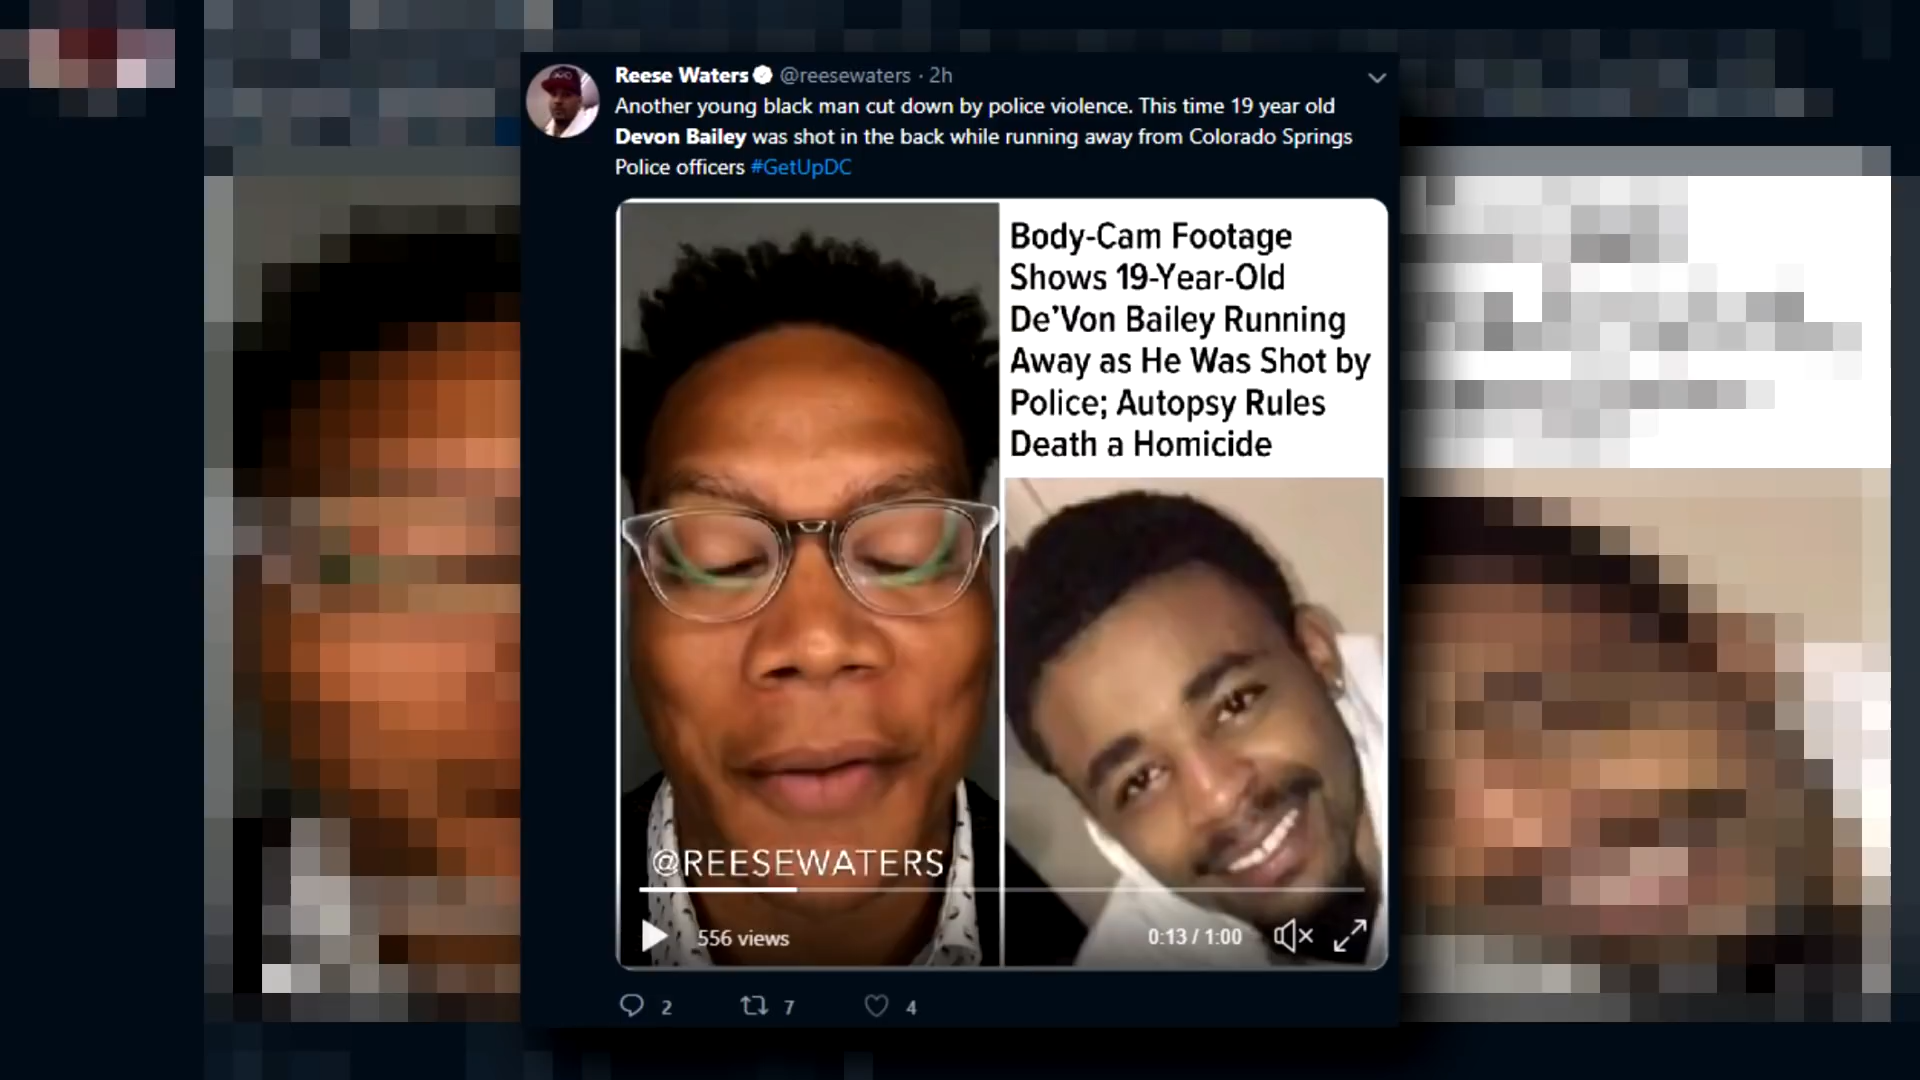 Reese Waters @reesewaters · 2h
Another young black man cut down by police violence. This time 19 year old
Devon Bailey was shot in the back while running away from Colorado Springs
Police officers #GetUpDC
Body-Cam Footage
Shows 19-Year-Old
De'Von Bailey Running
Away as He Was Shot by
Police; Autopsy Rules
Death a Homicide
@REESEWATERS
556 views
0:13 / 1:00
2
7
4